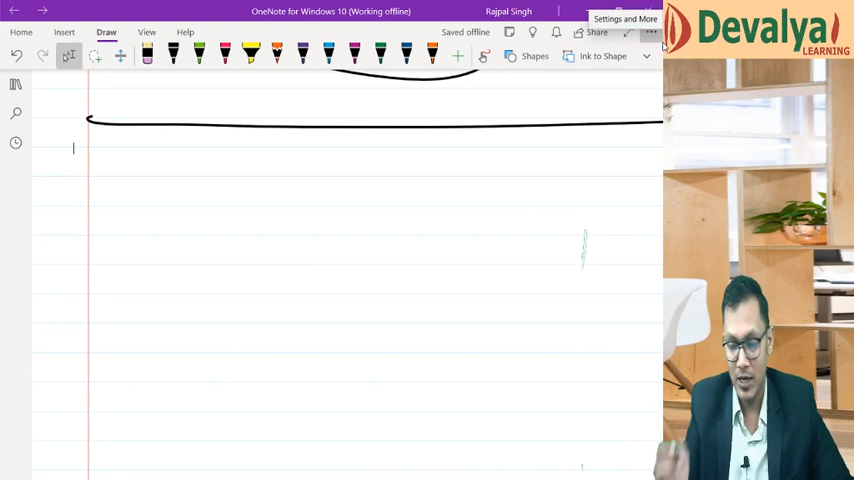 OneNote for Windows 10 (Working offline)
Rajpal Singh
Settings and More
Home
Insert
Draw
View
Help
Saved offline
Share
Shapes
Ink to Shape
Devalya
LEARNING